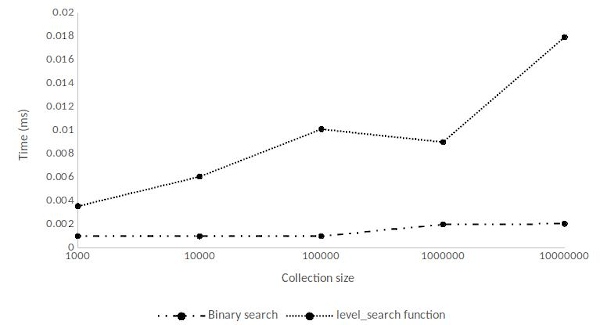 0.02
0.018
0.016
0.014
0.012
0.01
0.008
0.006
0.004
0.002
0
Time (ms)
1000 10000 100000 1000000 10000000
Collection size
Binary search level_search function